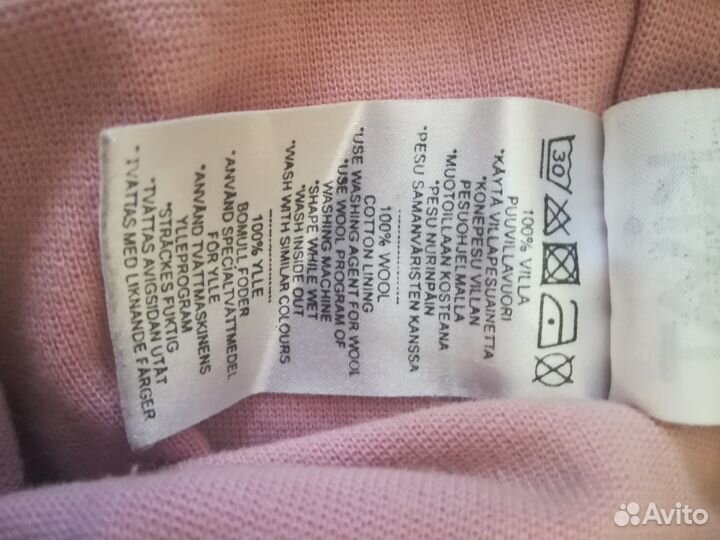 30
100% VILLA
PUUVILLAVUORI
*KÄYTÄ VILLAPESUAINETTA
*KONEPESU VILLAN
PESUOHJELMALLA
*MUOTOILLAAN KOSTEANA
*PESU NURINPÄIN
*PESU SAMANVÄRISTEN KANSSA
100% WOOL
COTTON LINING
*USE WASHING AGENT FOR WOOL
*USE WOOL PROGRAM OF
WASHING MACHINE
*SHAPE WHILE WET
*WASH INSIDE OUT
*WASH WITH SIMILAR COLOURS
100% YLLE
BOMULL FODER
*ANVÄND SPECIALTVÄTTMEDEL
FÖR YLLE
*ANVÄND TVÄTTMASKINENS
YLLEPROGRAM
*STRÄCKES FUKTIG
*TVÄTTAS AVIGSIDAN UTÅT
*TVÄTTAS MED LIKNANDE FÄRGER
Avito